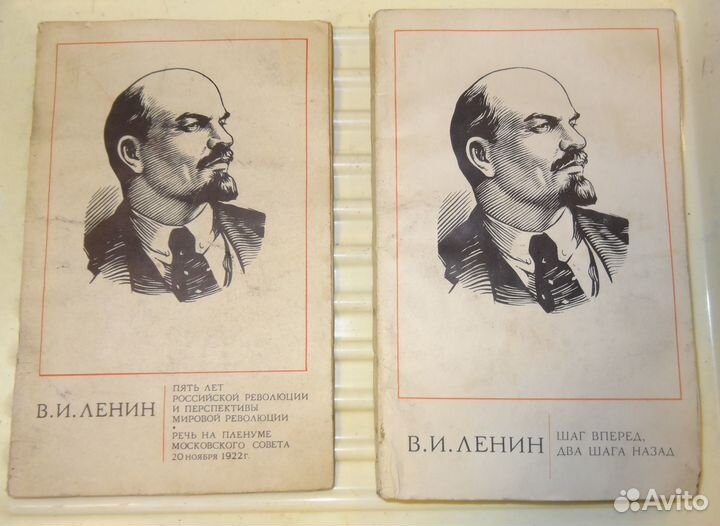 В.И.ЛЕНИН
ПЯТЬ ЛЕТ
РОССИЙСКОЙ РЕВОЛЮЦИИ
И ПЕРСПЕКТИВЫ
МИРОВОЙ РЕВОЛЮЦИИ
•
РЕЧЬ НА ПЛЕНУМЕ
МОСКОВСКОГО СОВЕТА
20 НОЯБРЯ 1922 г.
В.И.ЛЕНИН
ШАГ ВПЕРЕД,
ДВА ШАГА НАЗАД
Avito